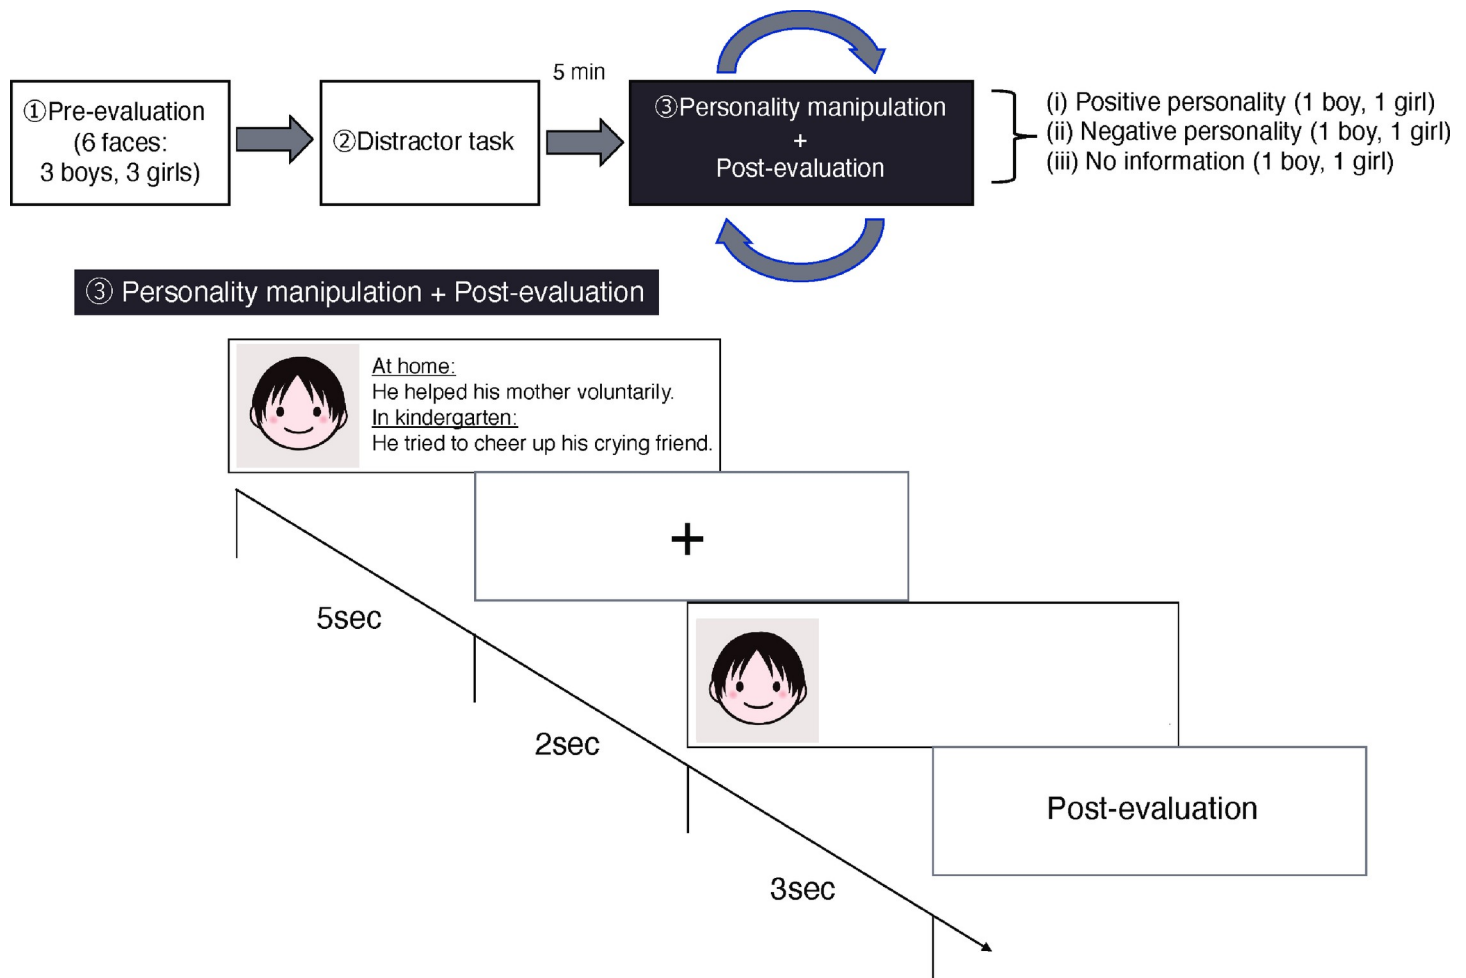 ①Pre-evaluation
(6 faces:
3 boys, 3 girls)
②Distractor task
5 min
③Personality manipulation
+
Post-evaluation
(i) Positive personality (1 boy, 1 girl)
(ii) Negative personality (1 boy, 1 girl)
(iii) No information (1 boy, 1 girl)
③ Personality manipulation + Post-evaluation
At home:
He helped his mother voluntarily.
In kindergarten:
He tried to cheer up his crying friend.
+
5sec
2sec
Post-evaluation
3sec